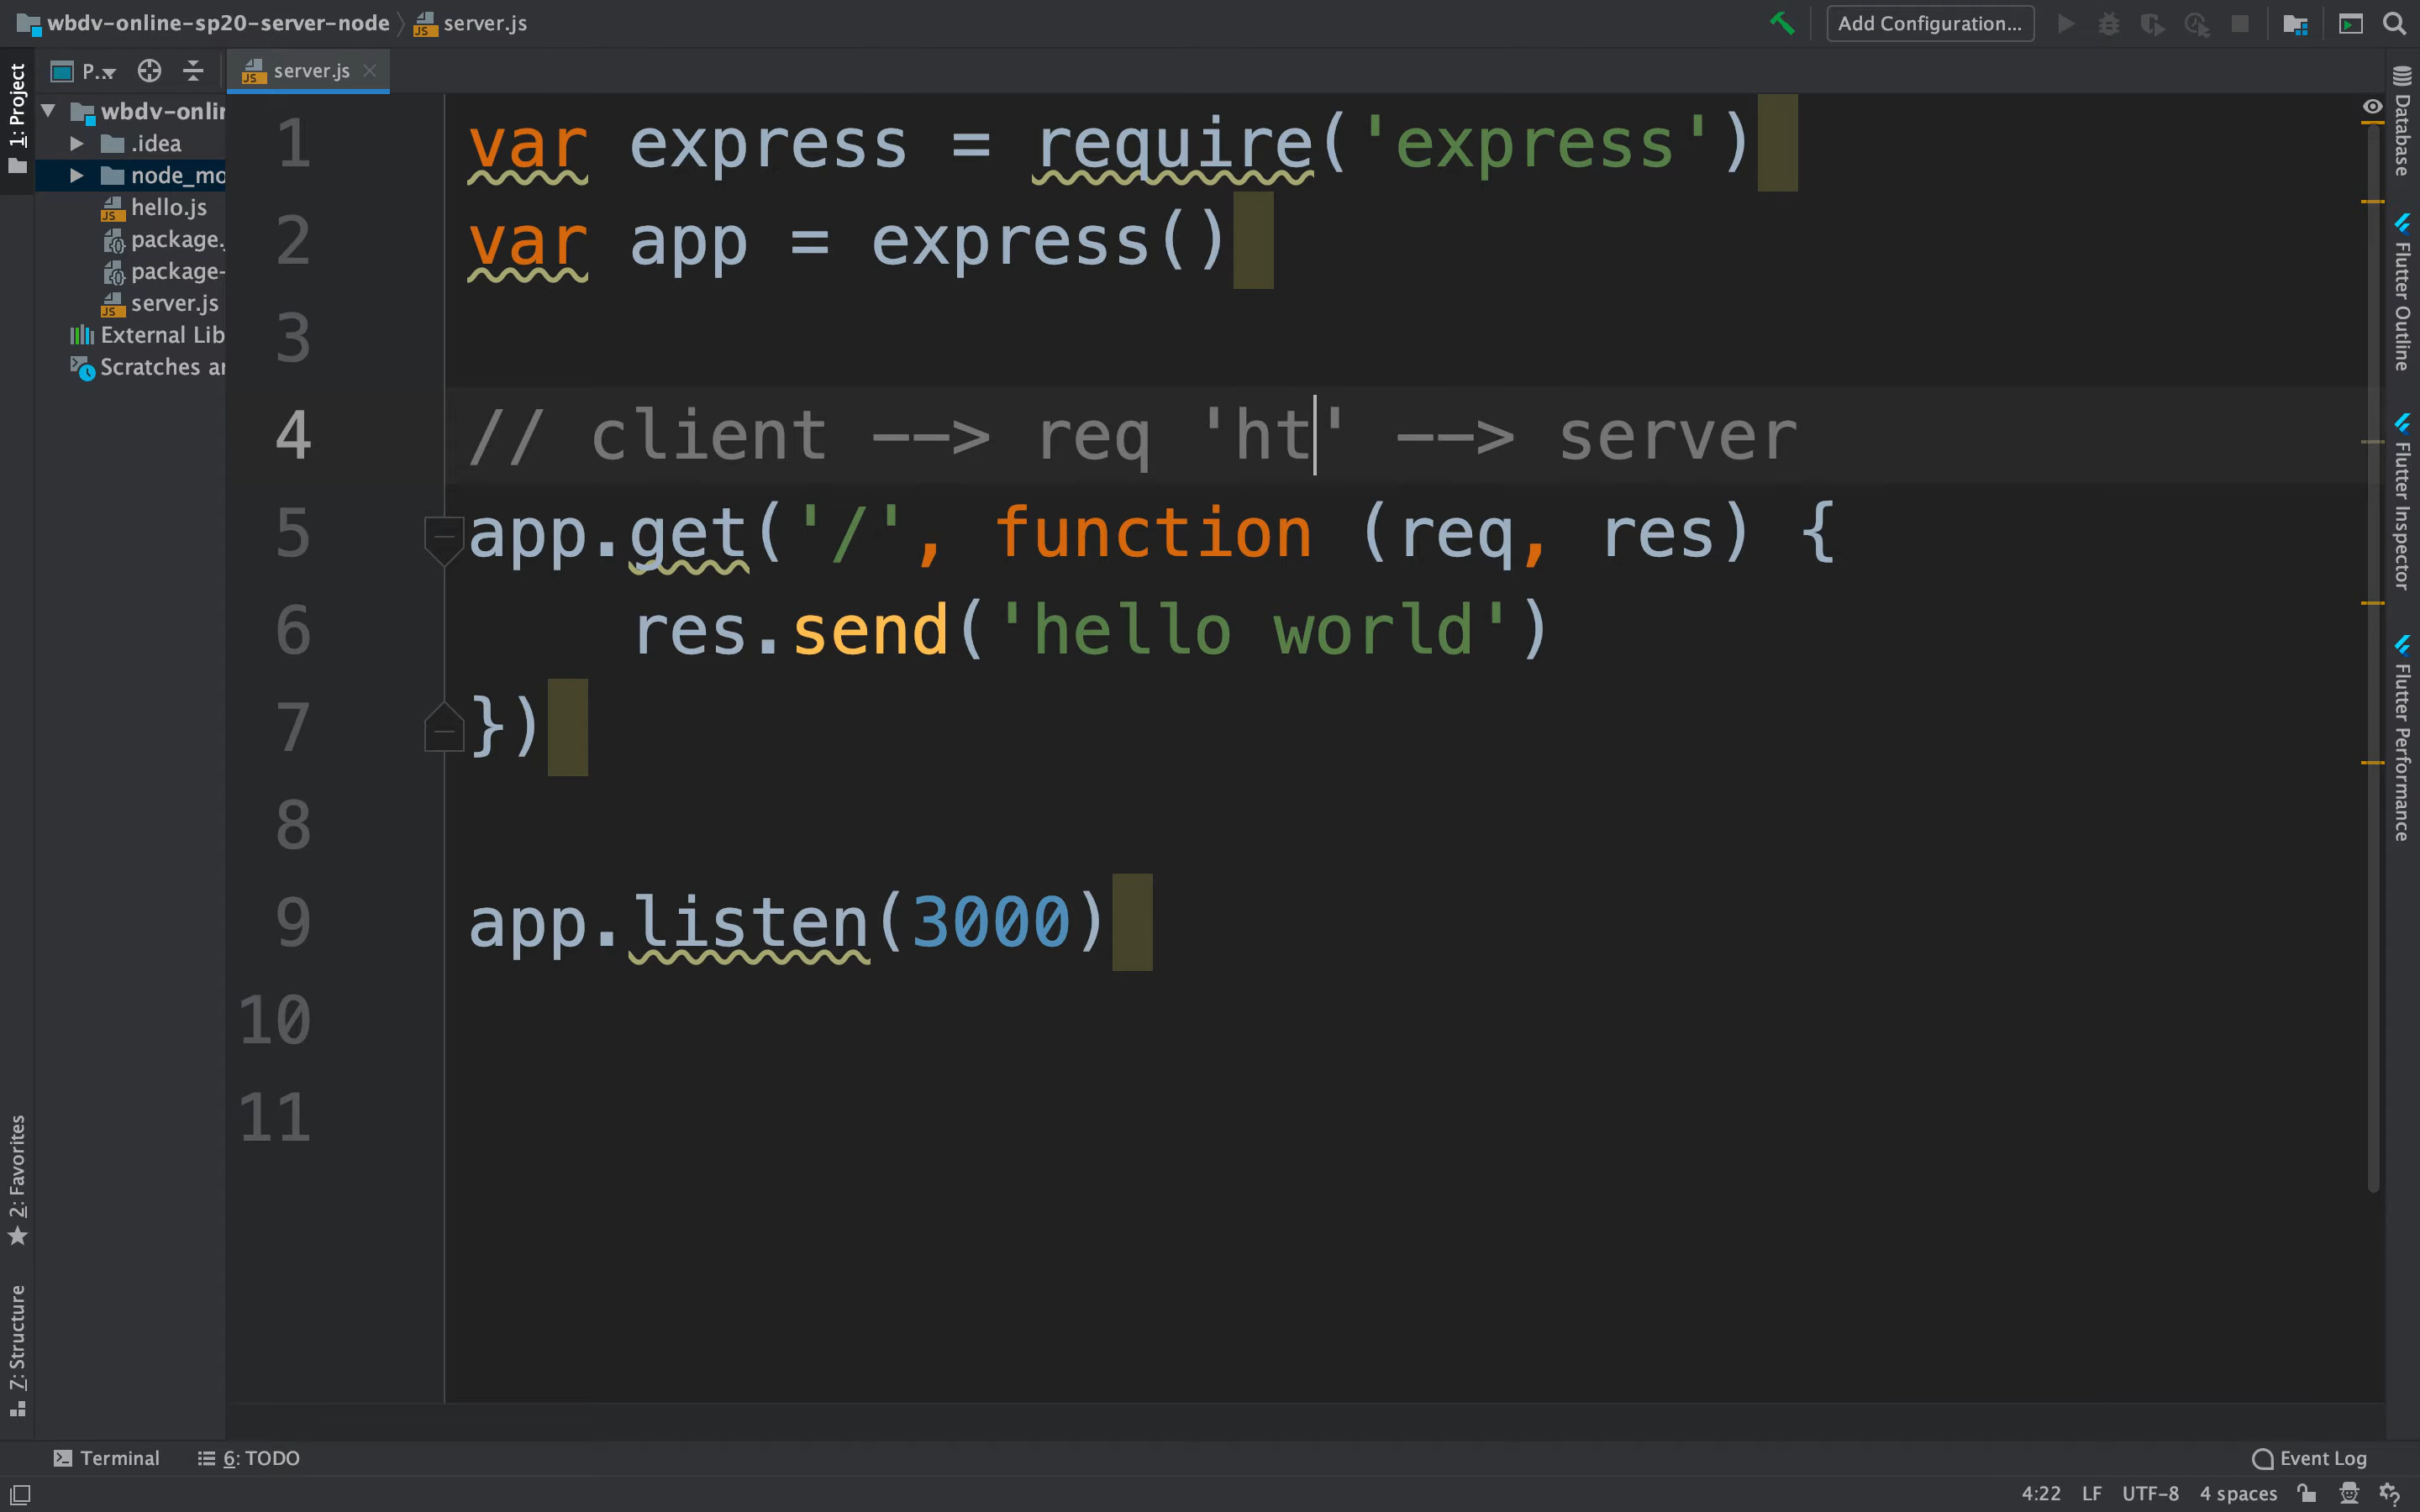 wbdv-online-sp20-server-node server.js Add Configuration...
1: Project
P...
server.js
wbdv-onlin
.idea
node_mo
hello.js
package.
package-
server.js
External Lib
Scratches an
1 var express = require('express')
2 var app = express()
3
4 // client --> req 'ht' --> server
5 app.get('/', function (req, res) {
6 res.send('hello world')
7 })
8
9 app.listen(3000)
10
11
Database
Flutter Outline
Flutter Inspector
Flutter Performance
2: Favorites
7: Structure
Terminal 6: TODO Event Log
4:22 LF UTF-8 4 spaces